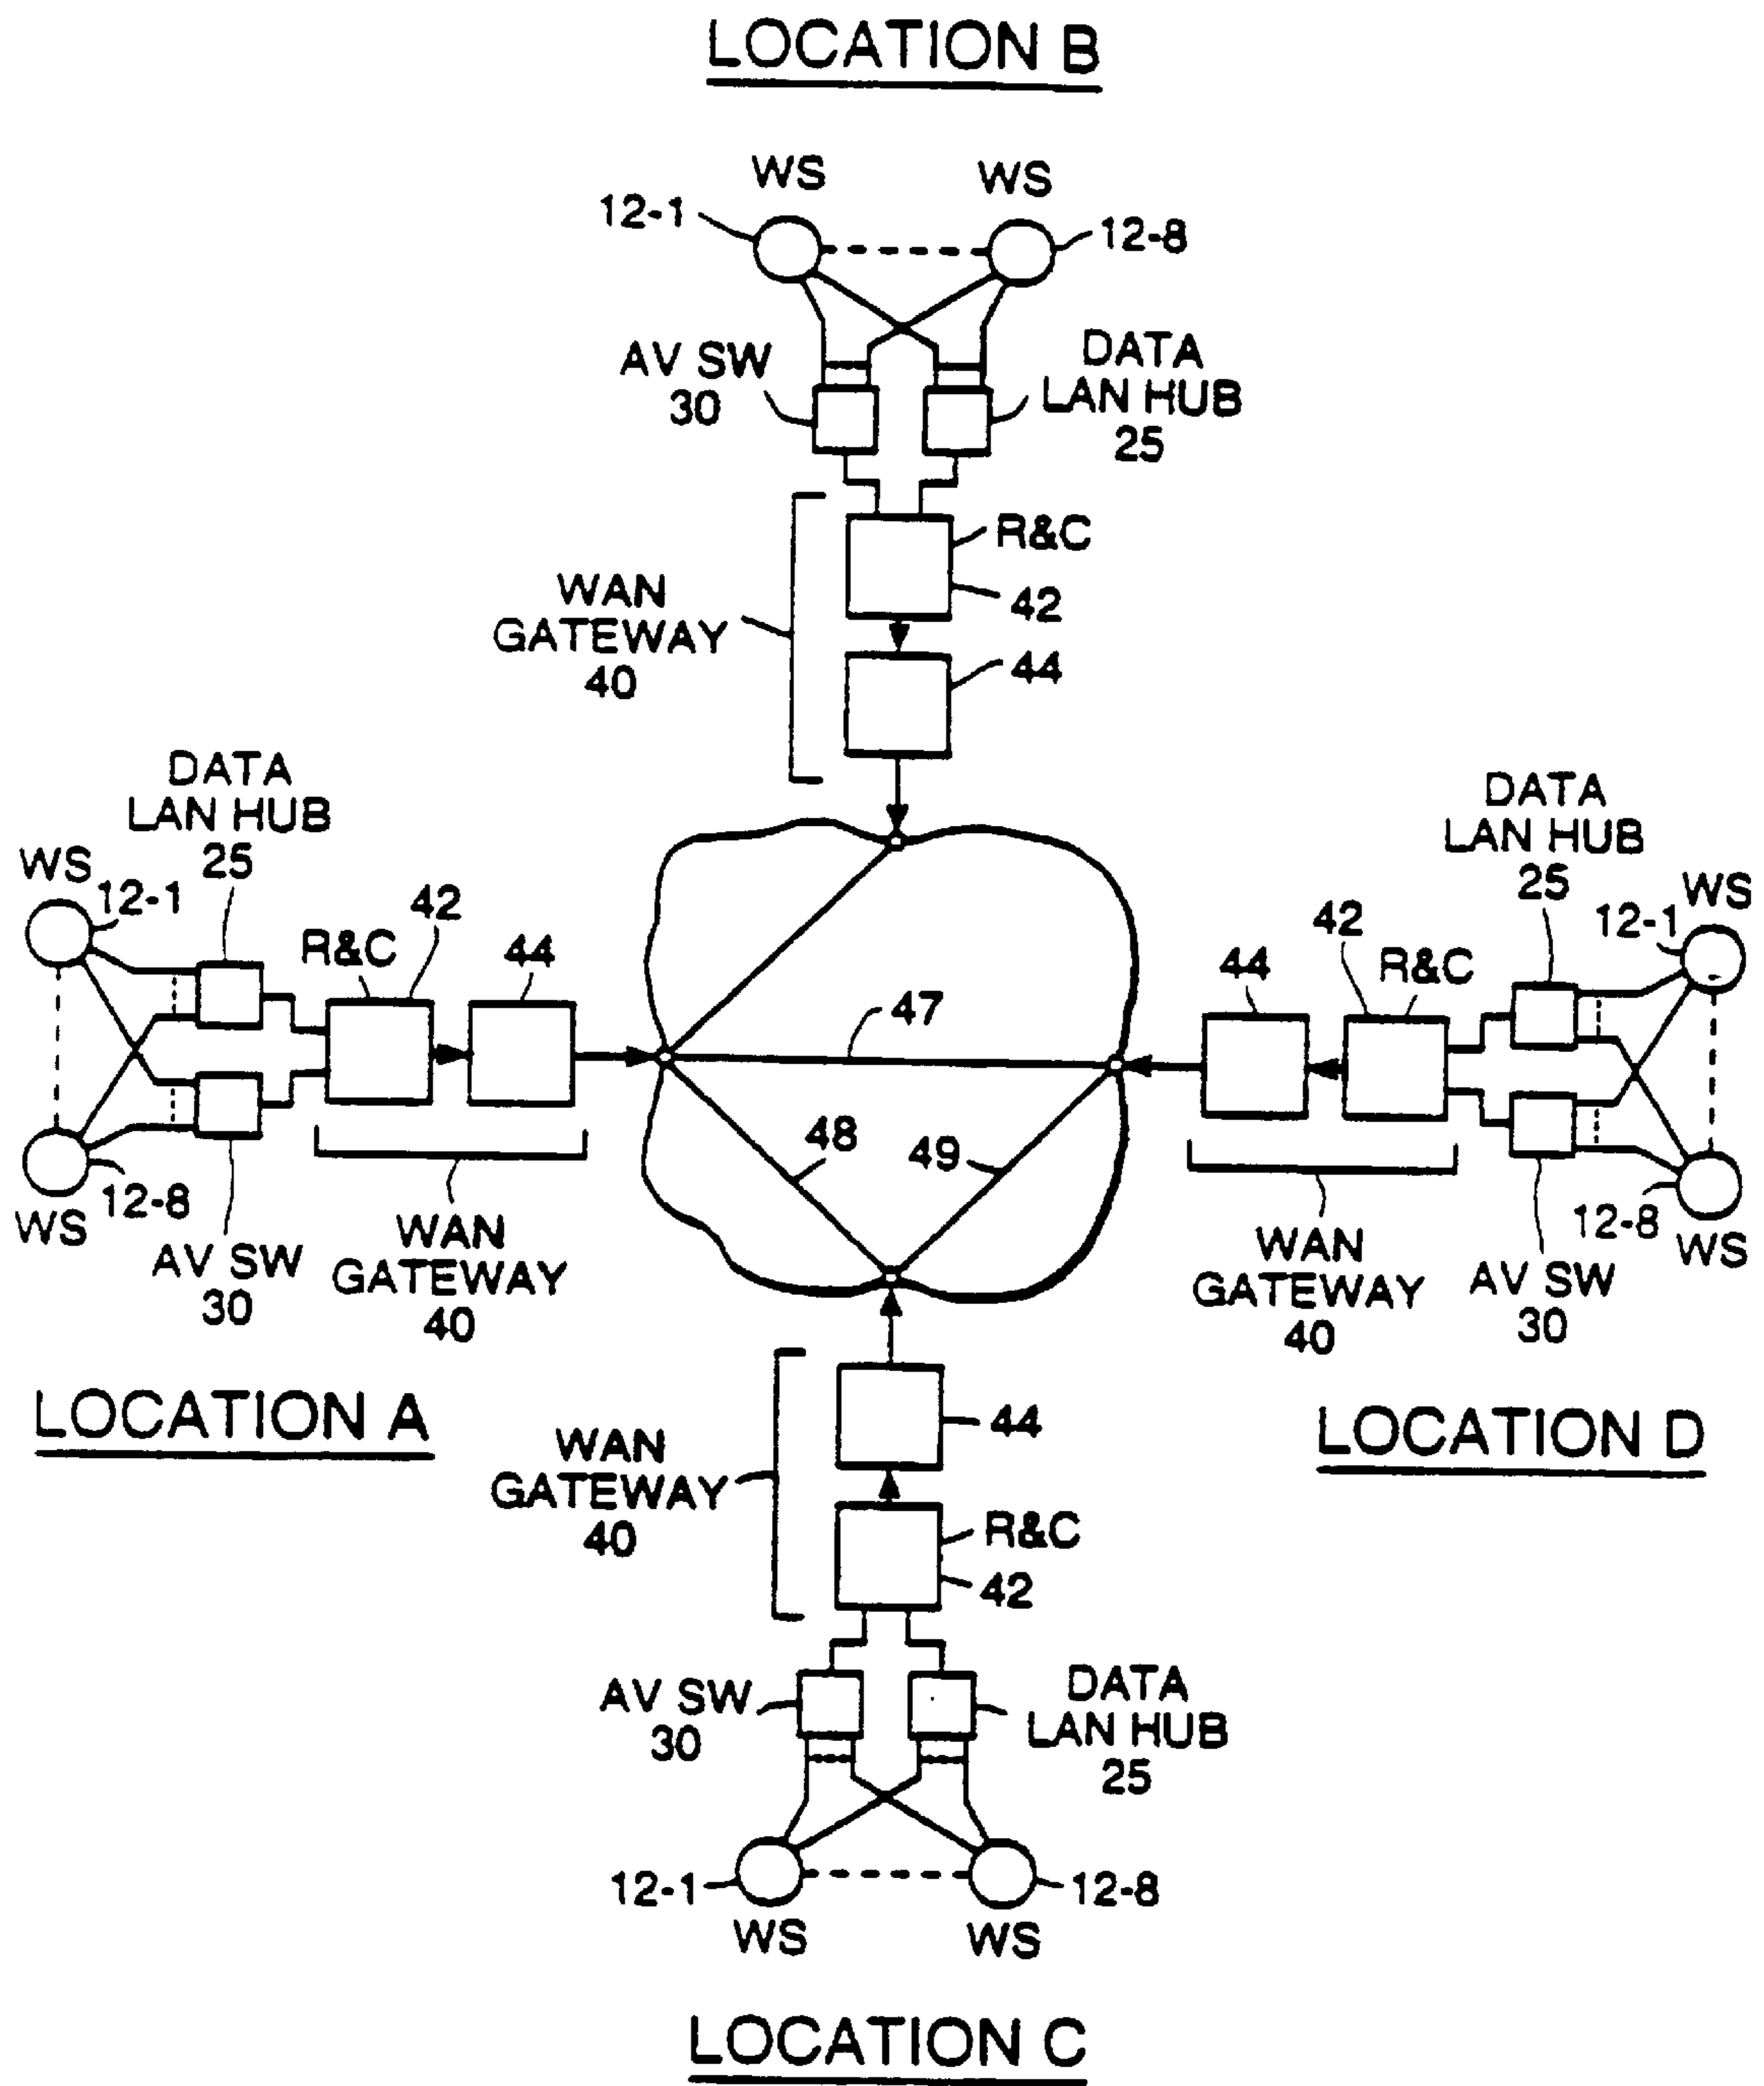 LOCATION B
WS
WS
12-1
12-8
AV SW
30
DATA
LAN HUB
25
R&C
42
WAN
GATEWAY
40
44
DATA
LAN HUB
25
WS
12-1
42
R&C
44
12-8
WS
AV SW
30
WAN
GATEWAY
40
LOCATION A
47
48
49
DATA
LAN HUB
25
WS
12-1
42
R&C
44
12-8
WS
WAN
GATEWAY
40
AV SW
30
LOCATION D
WAN
GATEWAY
40
44
R&C
42
AV SW
30
DATA
LAN HUB
25
12-1
12-8
WS
WS
LOCATION C